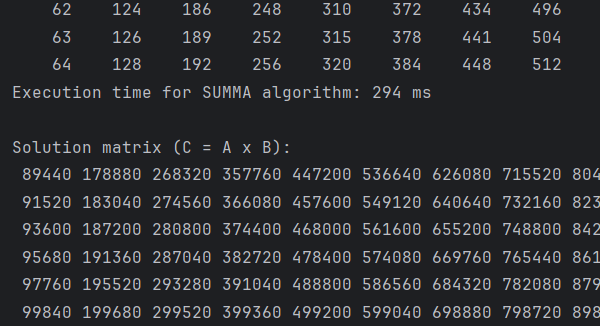 62 124 186 248 310 372 434 496
63 126 189 252 315 378 441 504
64 128 192 256 320 384 448 512
Execution time for SUMMA algorithm: 294 ms
Solution matrix (C = A x B):
89440 178880 268320 357760 447200 536640 626080 715520 804
91520 183040 274560 366080 457600 549120 640640 732160 823
93600 187200 280800 374400 468000 561600 655200 748800 842
95680 191360 287040 382720 478400 574080 669760 765440 861
97760 195520 293280 391040 488800 586560 684320 782080 879
99840 199680 299520 399360 499200 599040 698880 798720 898